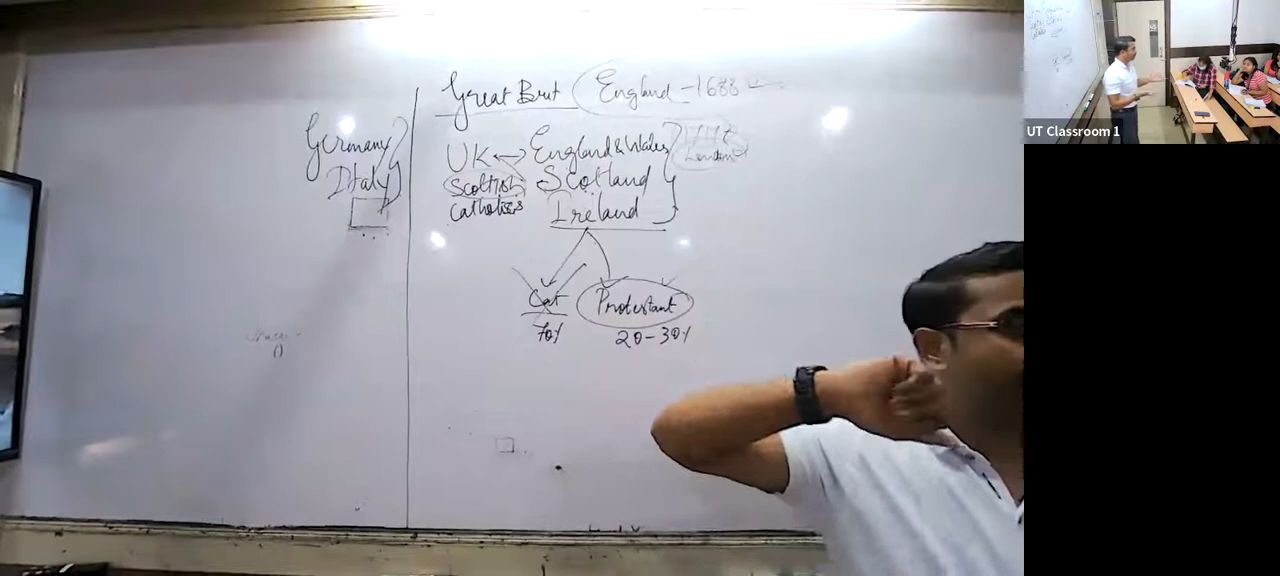 Germany
Italy
Great Brit England - 1688
UK England & Wales
London
Scottish Scotland
Catholics Ireland
Cat Protestant
70% 20-30%
UT Classroom 1